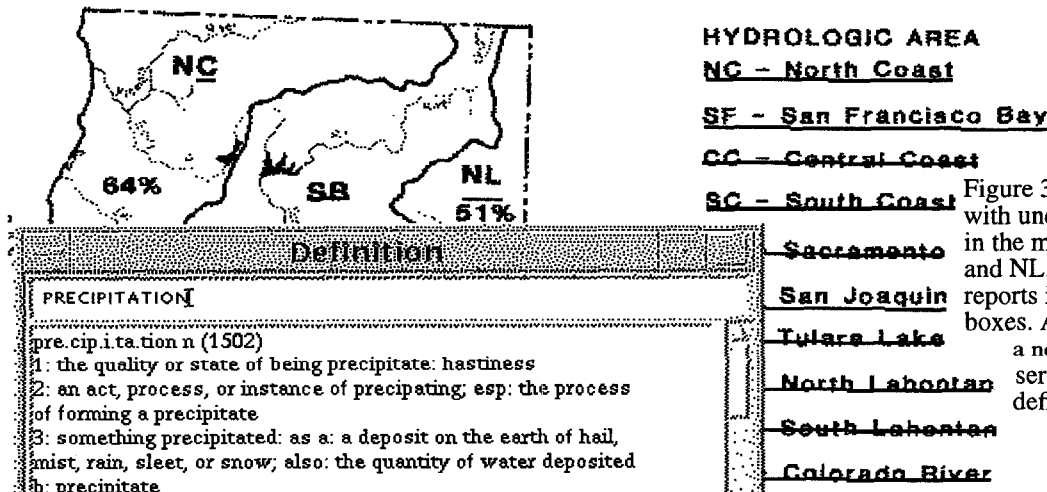 NC
64%
SB
NL
51%
HYDROLOGIC AREA
NC - North Coast
SF - San Francisco Bay
CC - Central Coast
SC - South Coast
Sacramento
San Joaquin
Tulare Lake
North Lahontan
South Lahontan
Colorado River
Definition
PRECIPITATION
pre.cip.i.ta.tion n (1502)
1: the quality or state of being precipitate: hastiness
2: an act, process, or instance of precipating; esp: the process
of forming a precipitate
3: something precipitated: as a: a deposit on the earth of hail,
mist, rain, sleet, or snow; also: the quantity of water deposited
b: precipitate
Figure 3
with
in the
and NL
reports
boxes.
a